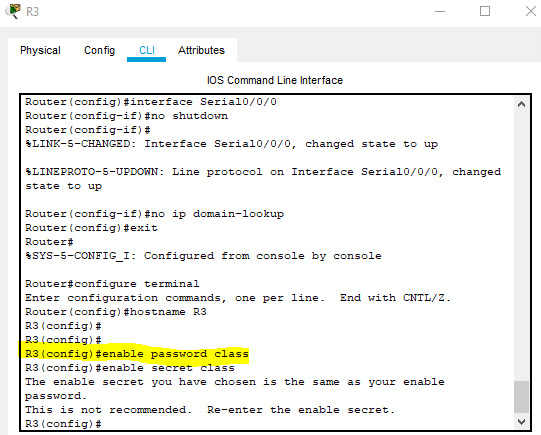 R3
Physical Config CLI Attributes
IOS Command Line Interface
Router(config)#interface Serial0/0/0
Router(config-if)#no shutdown
Router(config-if)#
%LINK-5-CHANGED: Interface Serial0/0/0, changed state to up
%LINEPROTO-5-UPDOWN: Line protocol on Interface Serial0/0/0, changed
state to up
Router(config-if)#no ip domain-lookup
Router(config)#exit
Router#
%SYS-5-CONFIG_I: Configured from console by console
Router#configure terminal
Enter configuration commands, one per line.  End with CNTL/Z.
Router(config)#hostname R3
R3(config)#
R3(config)#
R3(config)#enable password class
R3(config)#enable secret class
The enable secret you have chosen is the same as your enable
password.
This is not recommended.  Re-enter the enable secret.
R3(config)#